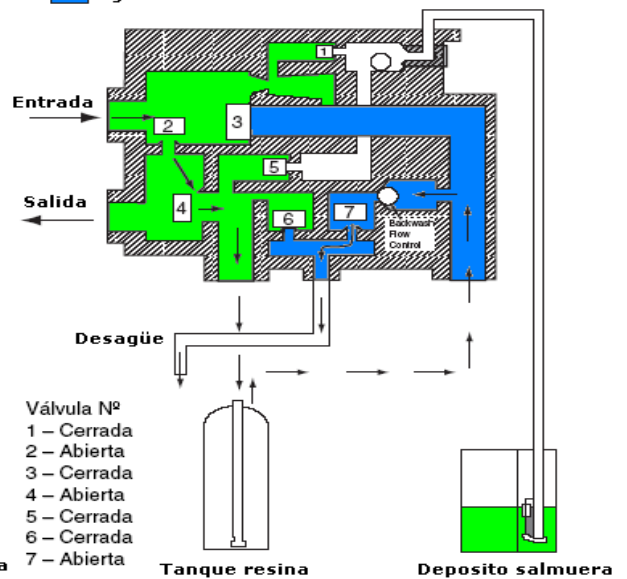 1
Entrada
2
3
5
Salida
4
6
7
Backwash
Flow
Control
Desagüe
Válvula Nº
1 – Cerrada
2 – Abierta
3 – Cerrada
4 – Abierta
5 – Cerrada
6 – Cerrada
7 – Abierta
Tanque resina
Deposito salmuera